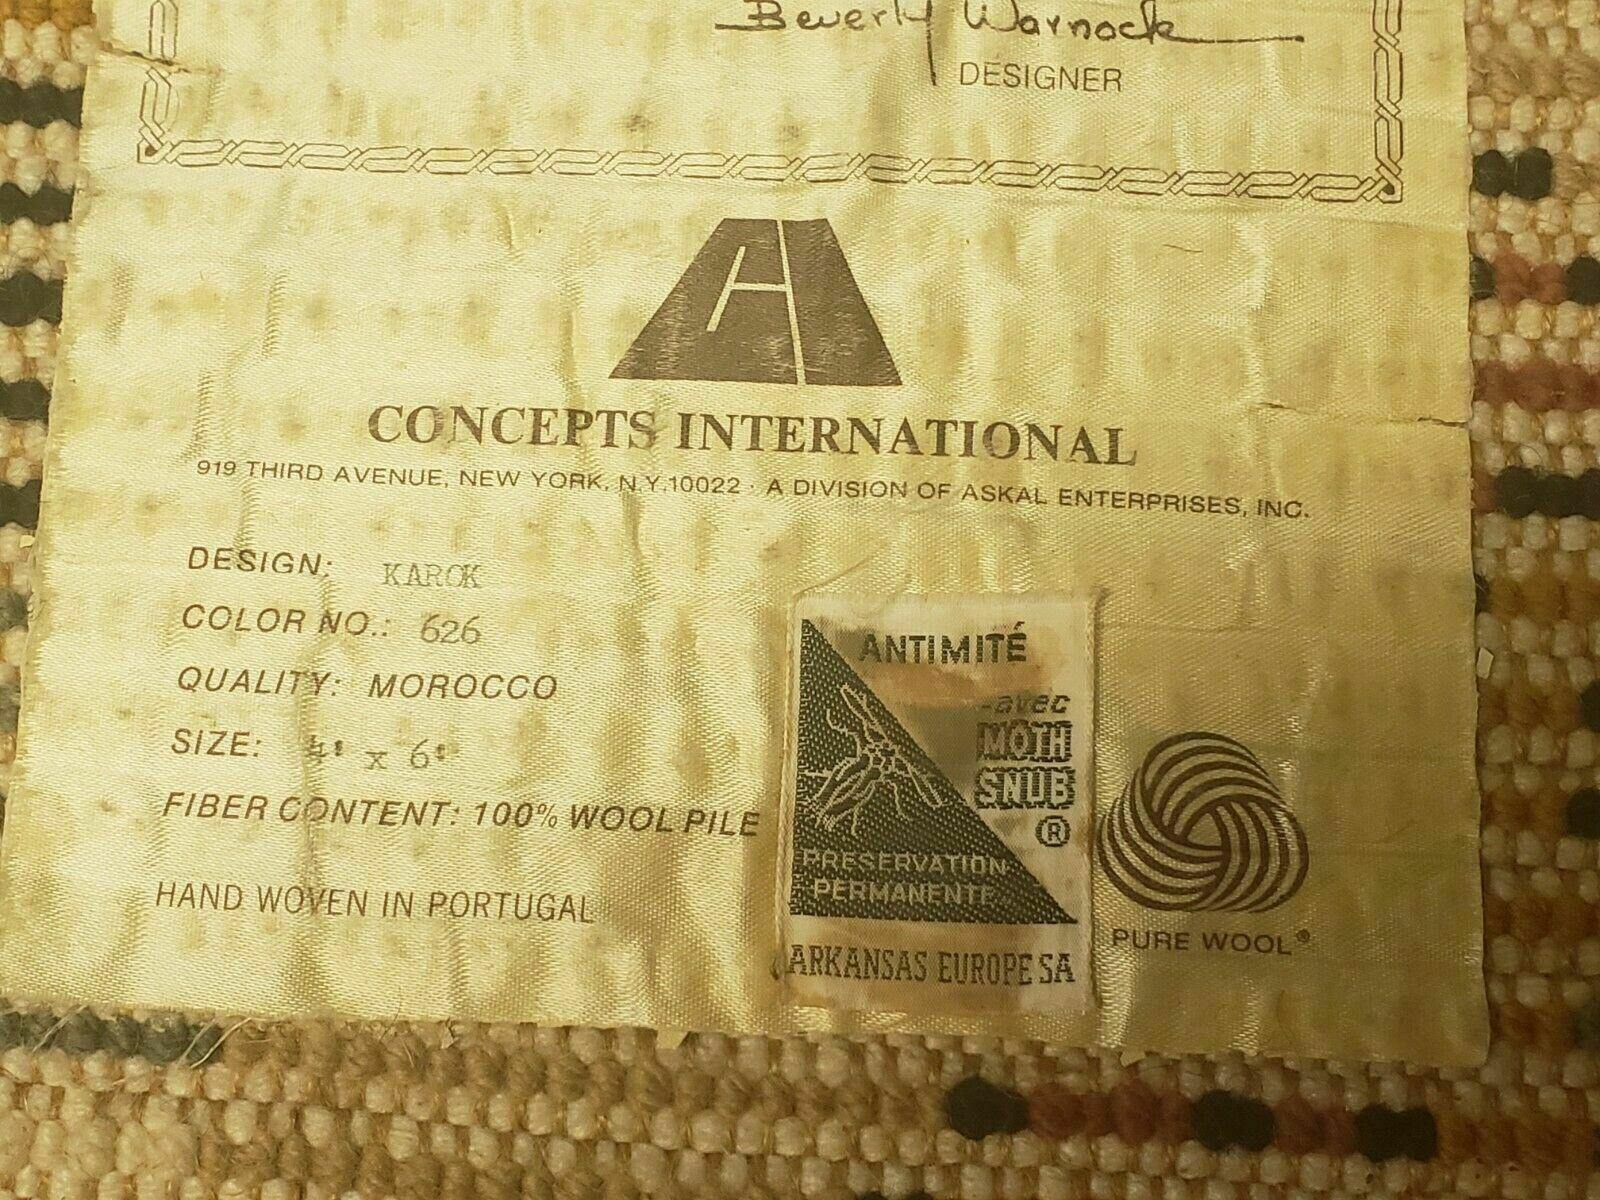 Beverly Warnock
DESIGNER
CONCEPTS INTERNATIONAL
919 THIRD AVENUE, NEW YORK, N.Y.10022 · A DIVISION OF ASKAL ENTERPRISES, INC.
DESIGN: KAROK
COLOR NO.: 626
QUALITY: MOROCCO
SIZE: 4' x 6'
FIBER CONTENT: 100% WOOL PILE
HAND WOVEN IN PORTUGAL
ANTIMITÉ
-avec
MOTH
SNUB
®
PRESERVATION
PERMANENTE
ARKANSAS EUROPE SA
PURE WOOL®